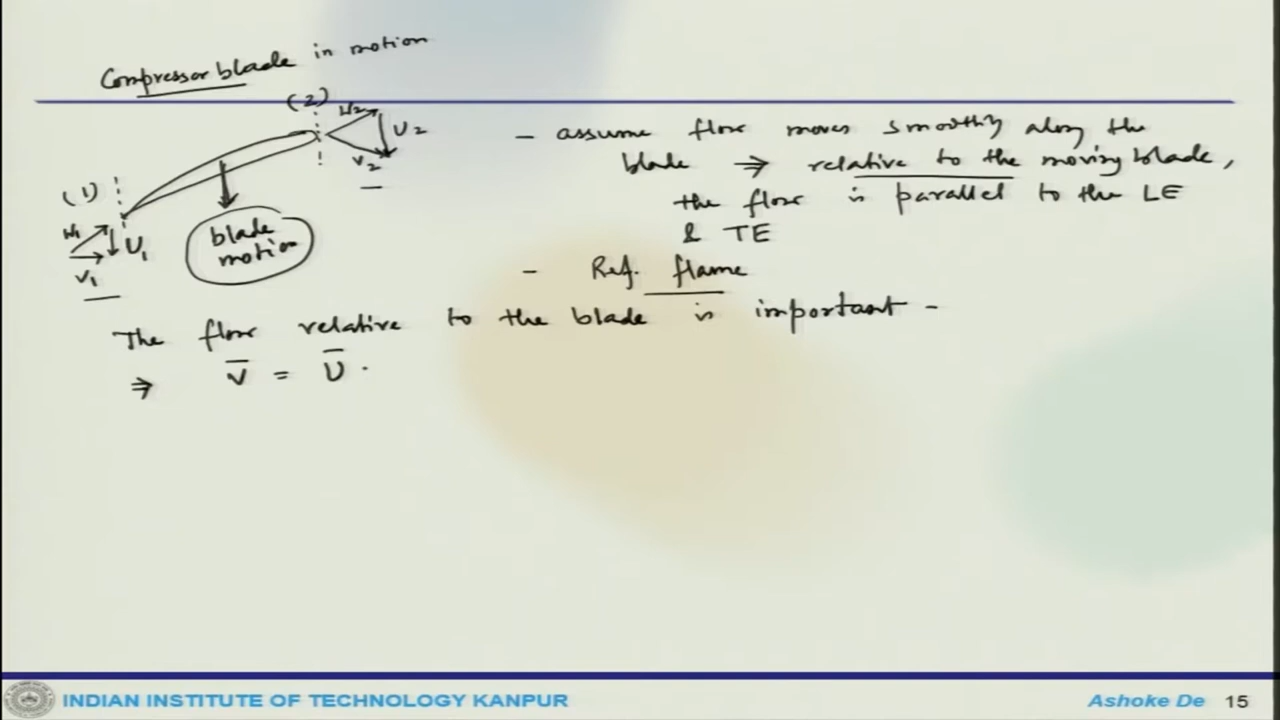 Compressor blade in motion
(2)
W2
U2
V2
(1)
W1
U1
V1
blade
motion
- assume flow moves smoothly along the
blade ⇒ relative to the moving blade,
the flow is parallel to the LE
& TE
- Ref. flame
The flow relative to the blade is important -
⇒ V̄ = Ū .
INDIAN INSTITUTE OF TECHNOLOGY KANPUR
Ashoke De 15